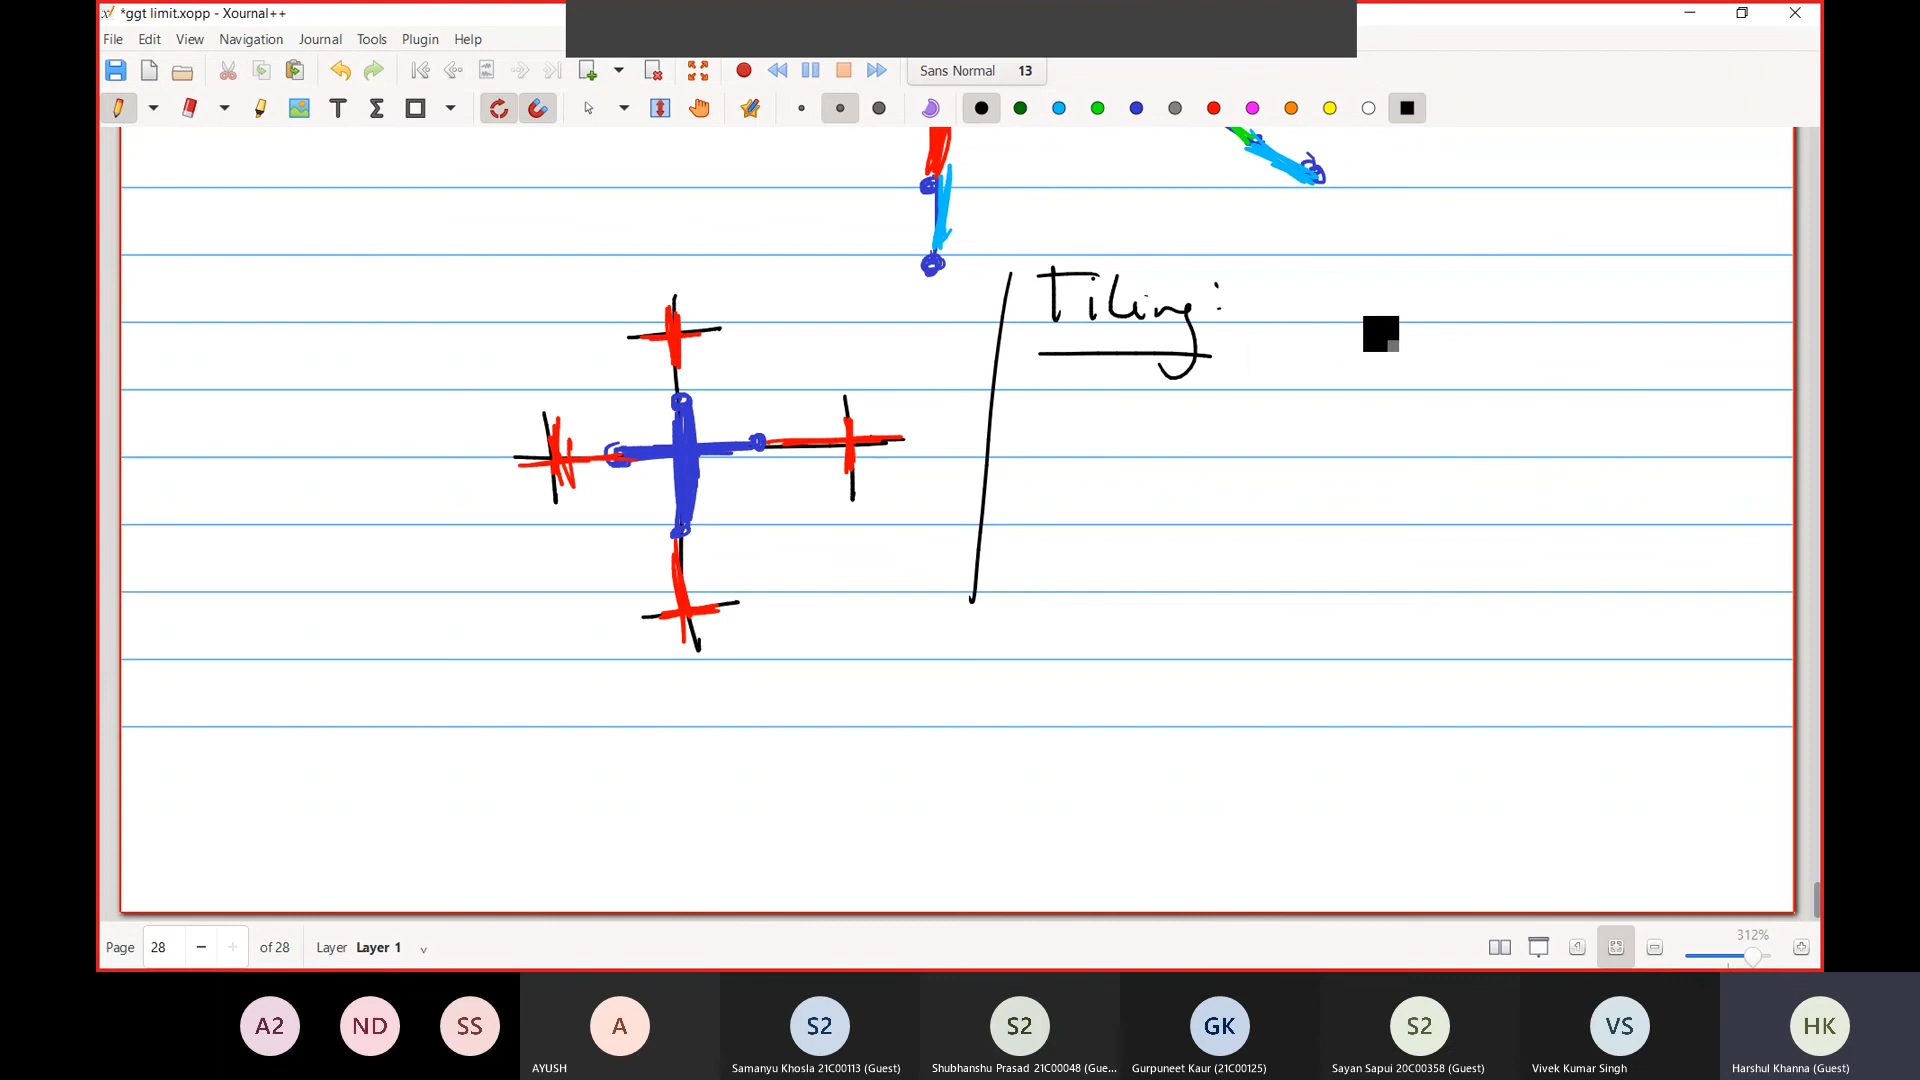 *ggt limit.xopp - Xournal++
File Edit View Navigation Journal Tools Plugin Help
Sans Normal 13
Tiling:
Page 28 of 28 Layer Layer 1
312%
A2 ND SS A S2 S2 GK S2 VS HK
AYUSH Samanyu Khosla 21C00113 (Guest) Shubhanshu Prasad 21C00048 (Gue... Gurpuneet Kaur (21C00125) Sayan Sapui 20C00358 (Guest) Vivek Kumar Singh Harshul Khanna (Guest)